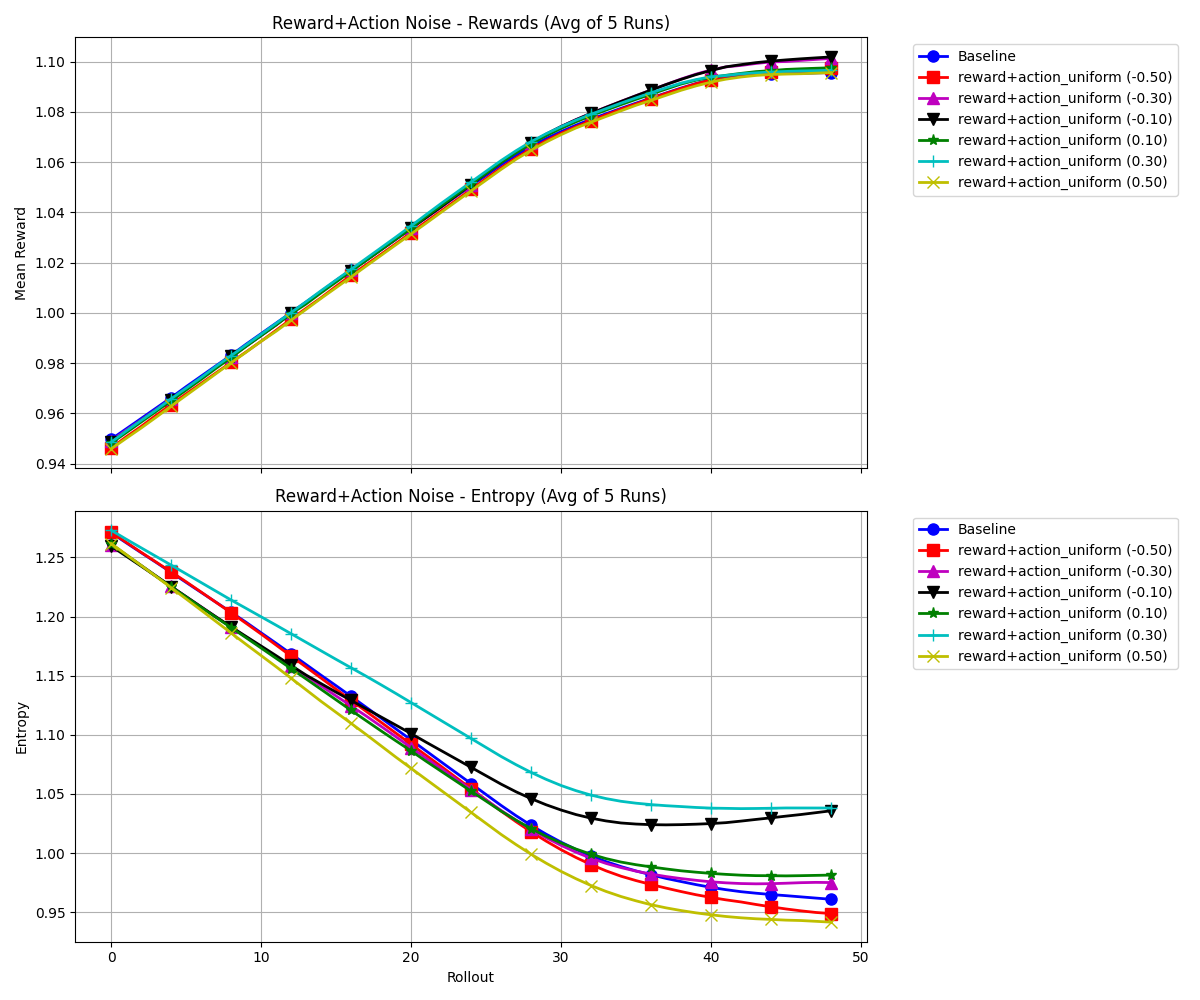 Reward+Action Noise - Rewards (Avg of 5 Runs)
1.10
1.08
1.06
1.04
1.02
1.00
0.98
0.96
0.94
Mean Reward
Baseline
reward+action_uniform (-0.50)
reward+action_uniform (-0.30)
reward+action_uniform (-0.10)
reward+action_uniform (0.10)
reward+action_uniform (0.30)
reward+action_uniform (0.50)
Reward+Action Noise - Entropy (Avg of 5 Runs)
1.25
1.20
1.15
1.10
1.05
1.00
0.95
Entropy
0 10 20 30 40 50
Rollout
Baseline
reward+action_uniform (-0.50)
reward+action_uniform (-0.30)
reward+action_uniform (-0.10)
reward+action_uniform (0.10)
reward+action_uniform (0.30)
reward+action_uniform (0.50)